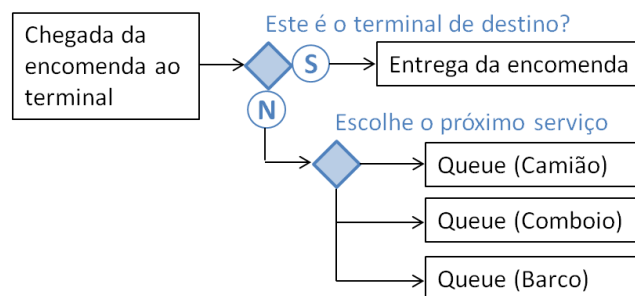 Chegada da
encomenda ao
terminal
Este é o terminal de destino?
S
Entrega da encomenda
N
Escolhe o próximo serviço
Queue (Camião)
Queue (Comboio)
Queue (Barco)